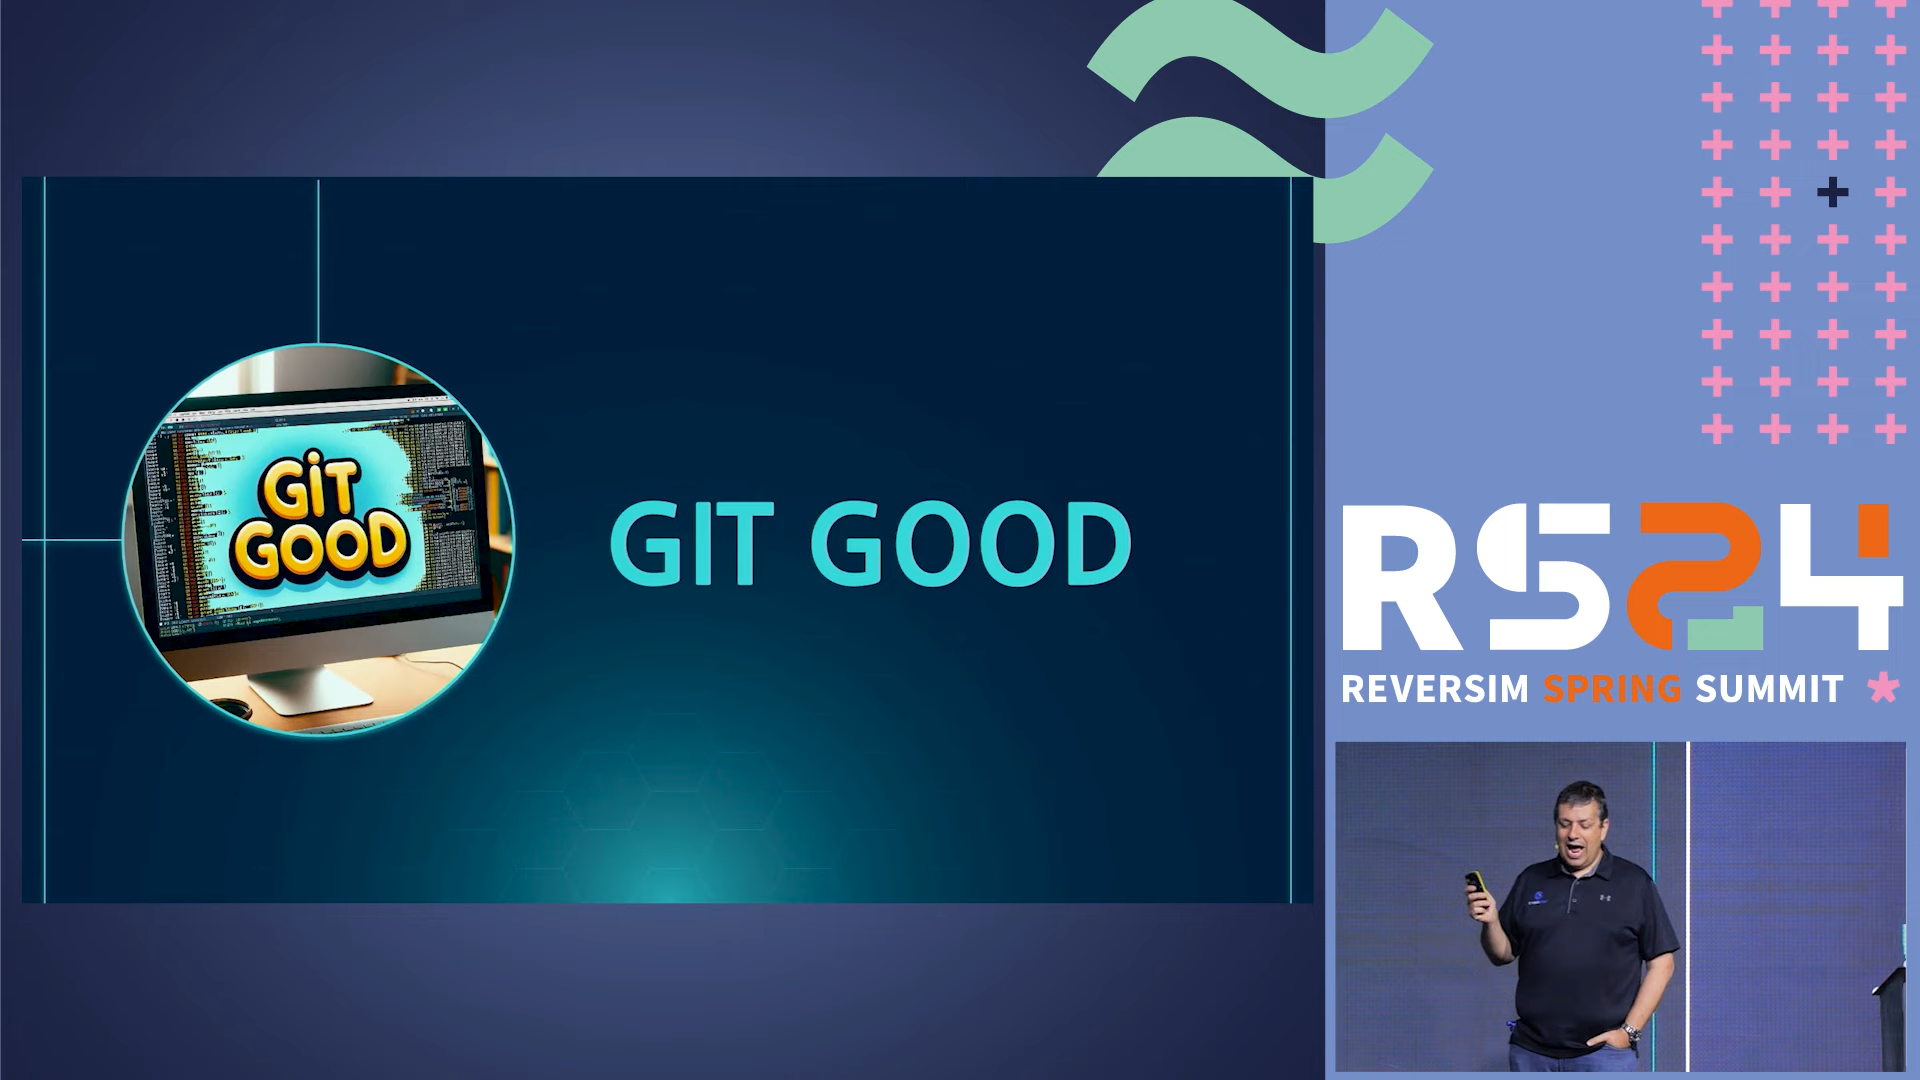 GiT
GOOD
GIT GOOD
RS24
REVERSIM SPRING SUMMIT